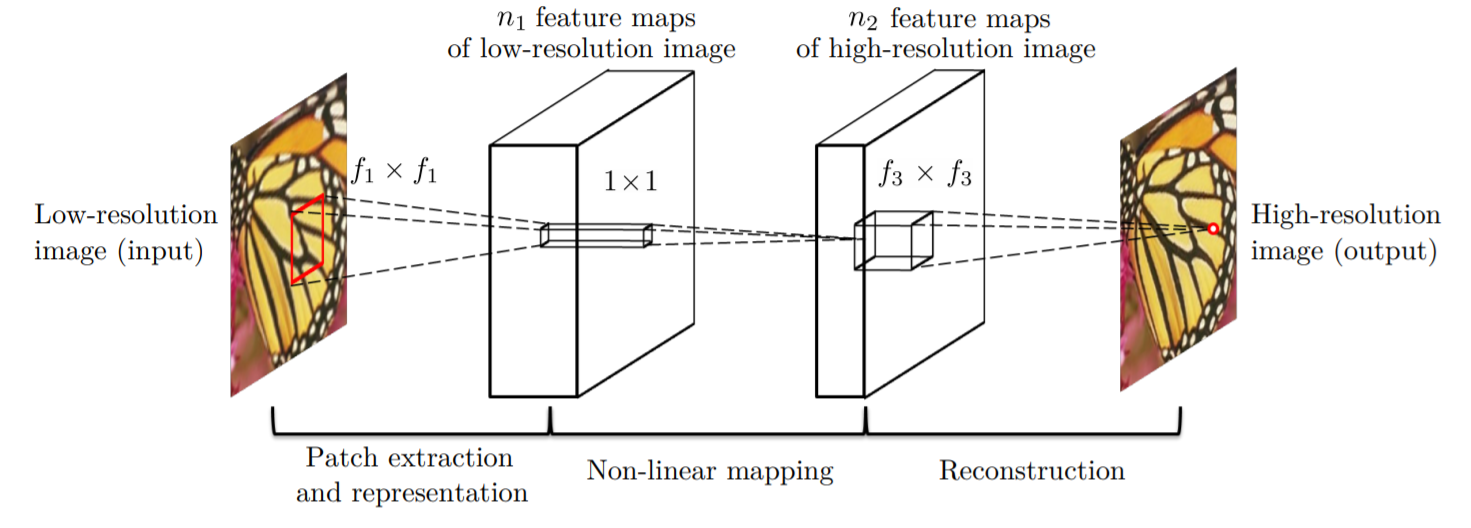 n₁ feature maps
of low-resolution image
n₂ feature maps
of high-resolution image
f₁ × f₁
1×1
f₃ × f₃
Low-resolution
image (input)
High-resolution
image (output)
Patch extraction
and representation
Non-linear mapping
Reconstruction